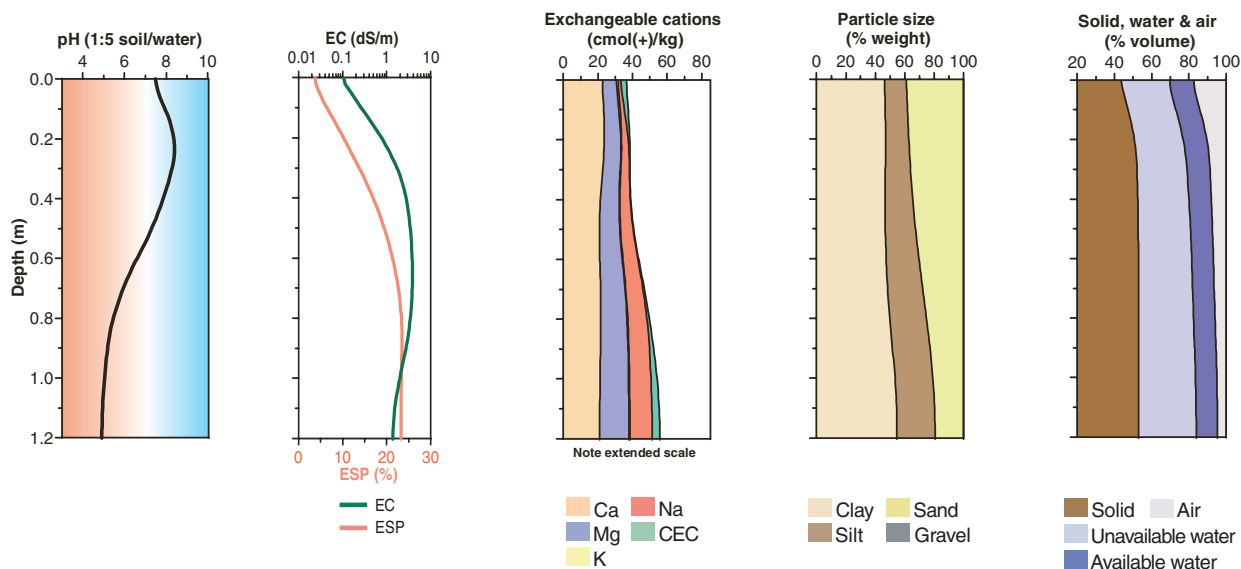 pH (1:5 soil/water)
4 6 8 10
Depth (m)
0.0
0.2
0.4
0.6
0.8
1.0
1.2
EC (dS/m)
0.01 0.1 1 10
0 10 20 30
ESP (%)
EC
ESP
Exchangeable cations
(cmol(+)/kg)
0 20 40 60 80
Note extended scale
Ca Na
Mg CEC
K
Particle size
(% weight)
0 20 40 60 80 100
Clay Sand
Silt Gravel
Solid, water & air
(% volume)
20 40 60 80 100
Solid Air
Unavailable water
Available water